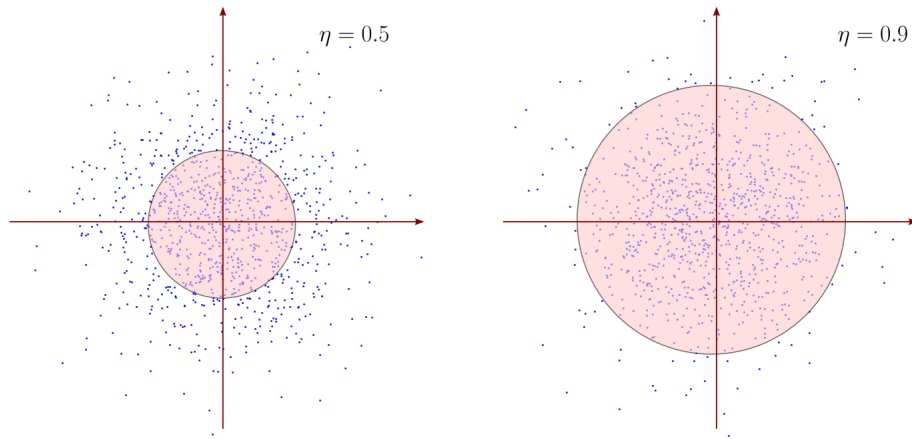 η = 0.5
η = 0.9